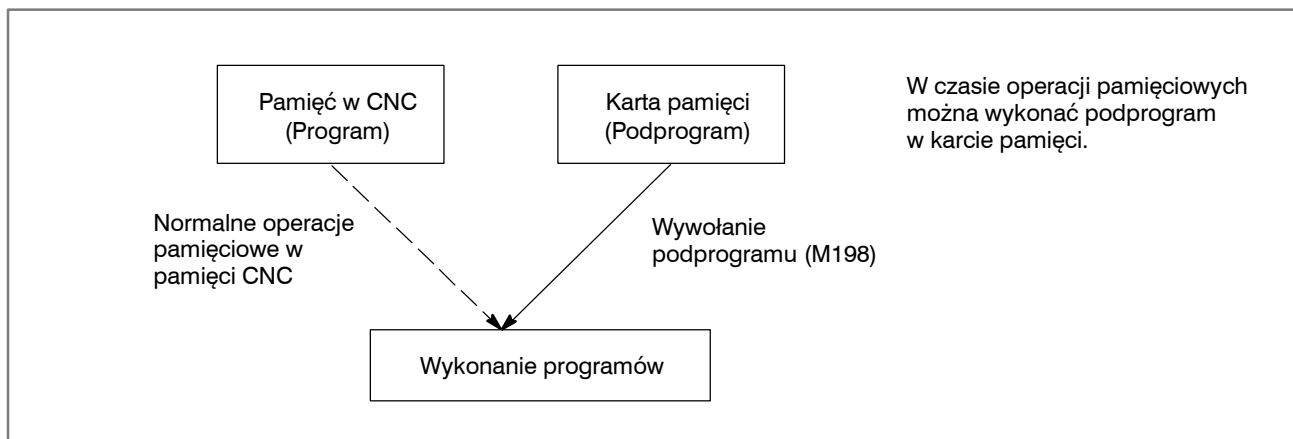 Pamięć w CNC
(Program)
Karta pamięci
(Podprogram)
W czasie operacji pamięciowych
można wykonać podprogram
w karcie pamięci.
Normalne operacje
pamięciowe w
pamięci CNC
Wywołanie
podprogramu (M198)
Wykonanie programów